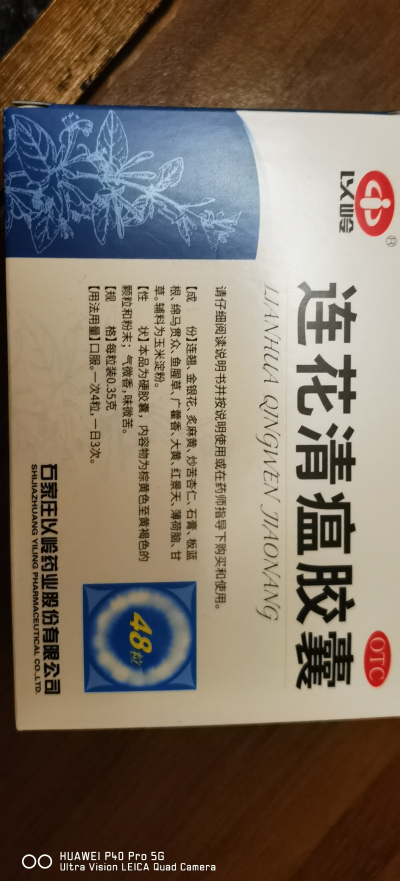 以岭
®
连花清瘟胶囊
OTC
LIANHUA QINGWEN JIAONANG
请仔细阅读说明书并按说明使用或在药师指导下购买和使用。
【成　份】连翘、金银花、炙麻黄、炒苦杏仁、石膏、板蓝
根、绵马贯众、鱼腥草、广藿香、大黄、红景天、薄荷脑、甘
草。辅料为玉米淀粉。
【性　状】本品为硬胶囊，内容物为棕黄色至黄褐色的
颗粒和粉末；气微香，味微苦。
【规　格】每粒装0.35克
【用法用量】口服。一次4粒，一日3次。
48粒
石家庄以岭药业股份有限公司
SHIJIAZHUANG YILING PHARMACEUTICAL CO.,LTD.
HUAWEI P40 Pro 5G
Ultra Vision LEICA Quad Camera